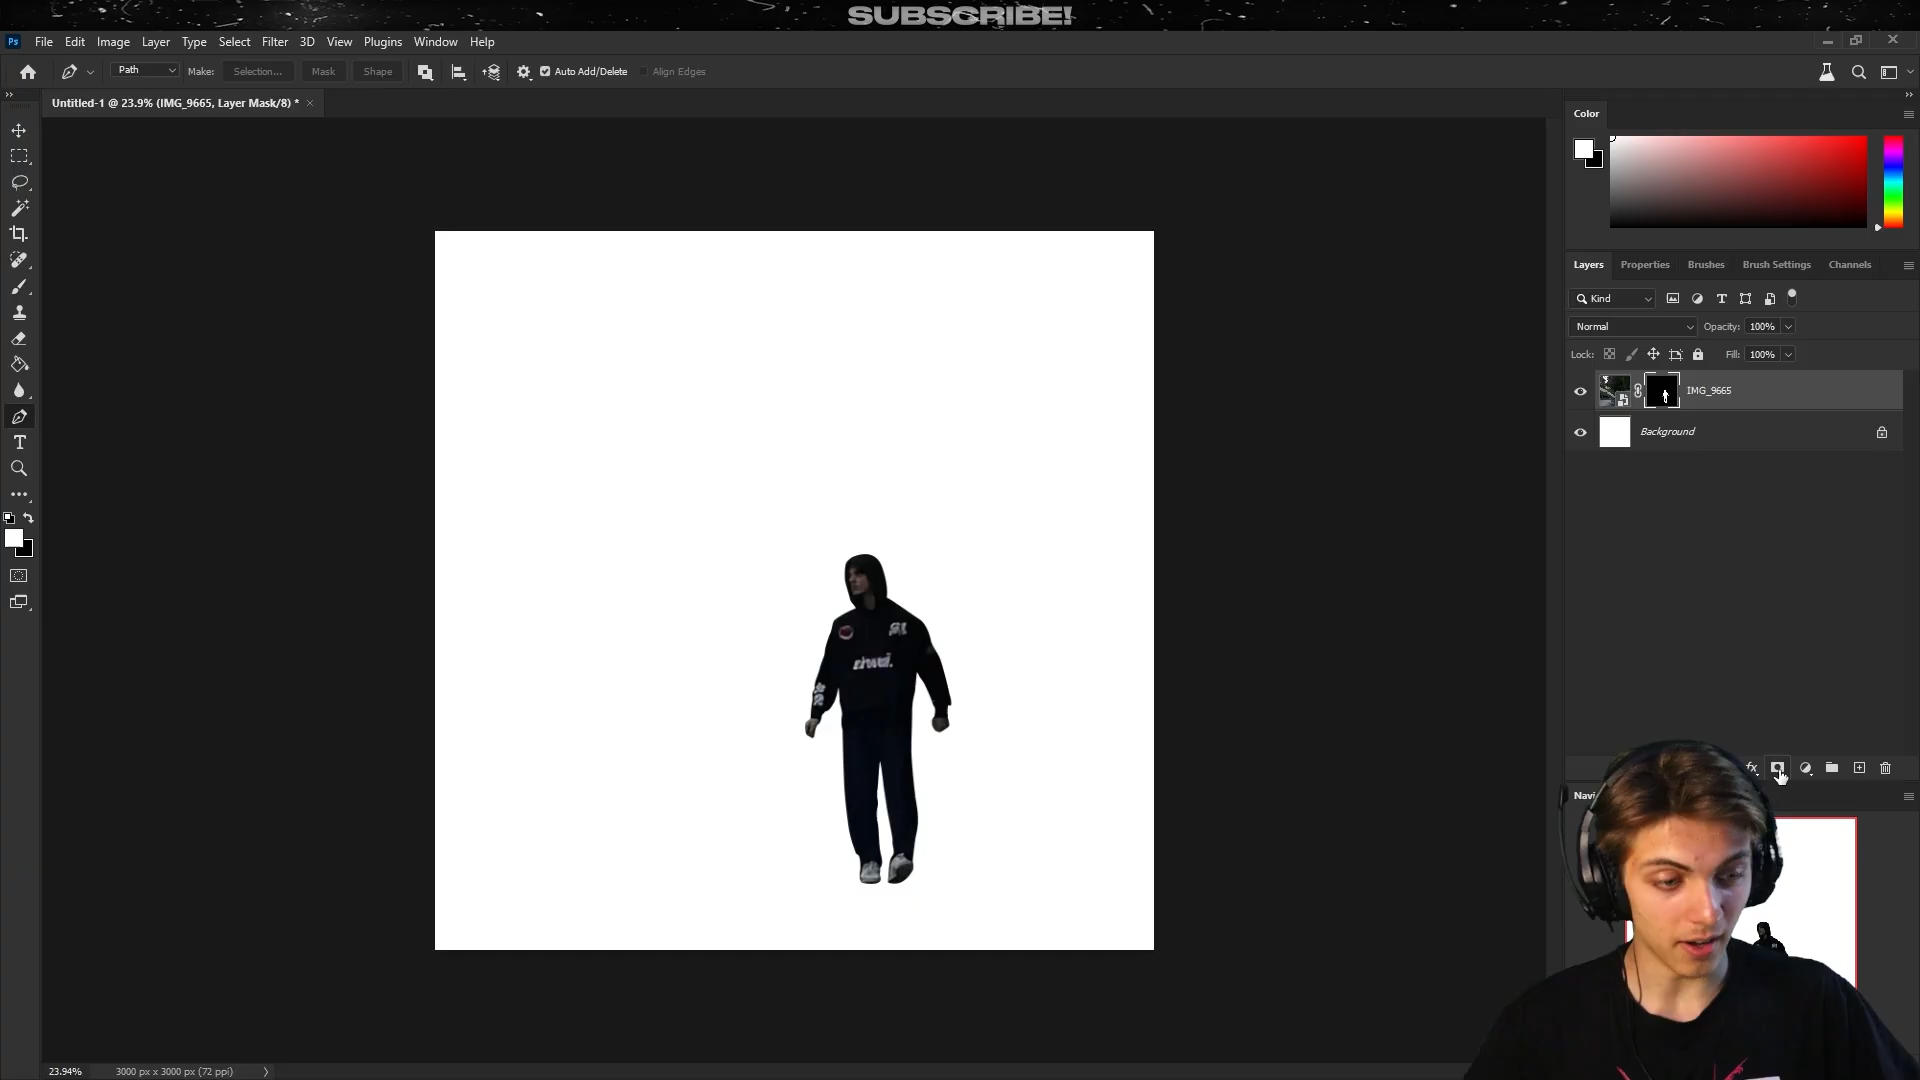 SUBSCRIBE!
Ps File Edit Image Layer Type Select Filter 3D View Plugins Window Help
Path Make: Selection... Mask Shape Auto Add/Delete Align Edges
Untitled-1 @ 23.9% (IMG_9665, Layer Mask/8) * ×
Color
Layers Properties Brushes Brush Settings Channels
Kind
Normal Opacity: 100%
Lock: Fill: 100%
IMG_9665
Background
fx
Navi
23.94% 3000 px x 3000 px (72 ppi)